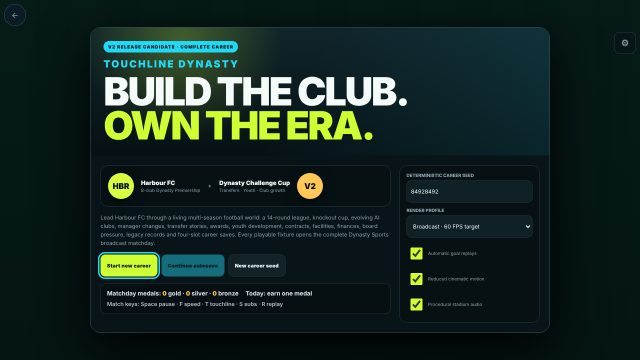 V2 RELEASE CANDIDATE · COMPLETE CAREER
TOUCHLINE DYNASTY
BUILD THE CLUB.
OWN THE ERA.
HBR
Harbour FC
8-club Dynasty Premiership
Dynasty Challenge Cup
Transfers · Youth · Club growth
V2
Lead Harbour FC through a living multi-season football world: a 14-round league, knockout cup, evolving AI
clubs, manager changes, transfer stories, awards, youth development, contracts, facilities, finances, board
pressure, legacy records and four-slot career saves. Every playable fixture opens the complete Dynasty Sports
broadcast matchday.
Start new career
Continue autosave
New career seed
Matchday medals: 0 gold · 0 silver · 0 bronze Today: earn one medal
Match keys: Space pause · F speed · T touchline · S subs · R replay
DETERMINISTIC CAREER SEED
84928492
RENDER PROFILE
Broadcast · 60 FPS target
Automatic goal replays
Reduced cinematic motion
Procedural stadium audio